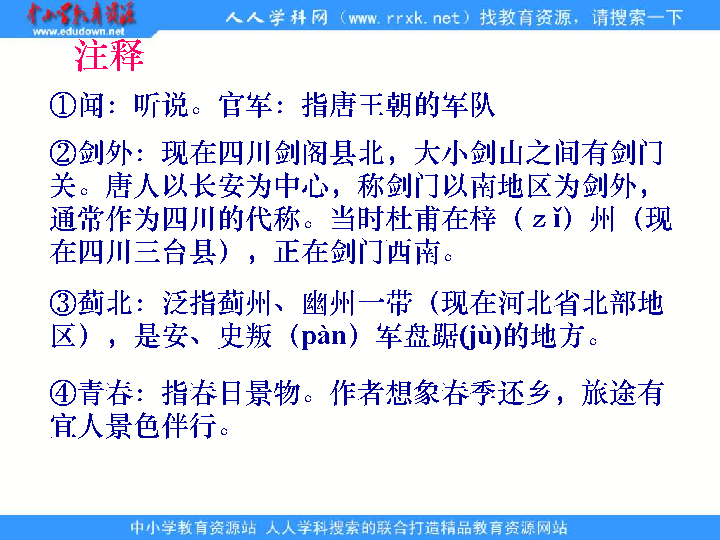 中小学教育资源站
www.edudown.net
人人学科网（www.rrxk.net）找教育资源，请搜索一下
注释
①闻：听说。官军：指唐王朝的军队
②剑外：现在四川剑阁县北，大小剑山之间有剑门
关。唐人以长安为中心，称剑门以南地区为剑外，
通常作为四川的代称。当时杜甫在梓（zǐ）州（现
在四川三台县），正在剑门西南。
③蓟北：泛指蓟州、幽州一带（现在河北省北部地
区），是安、史叛（pàn）军盘踞(jù)的地方。
④青春：指春日景物。作者想象春季还乡，旅途有
宜人景色伴行。
中小学教育资源站 人人学科搜索的联合打造精品教育资源网站